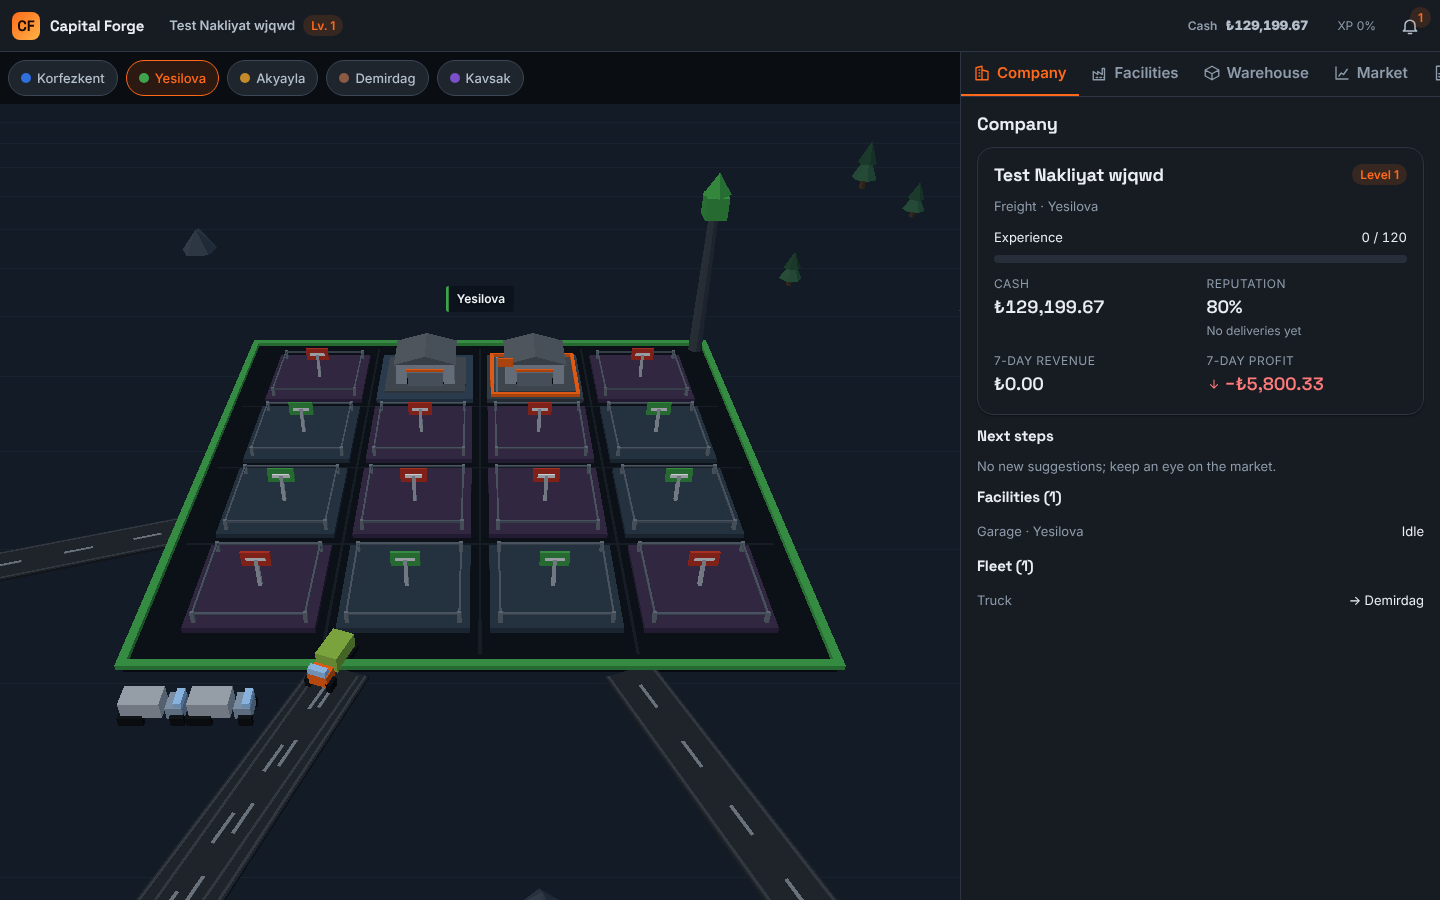 CF Capital Forge Test Nakliyat wjqwd Lv. 1 Cash ₺129,199.67 XP 0% 1
Korfezkent Yesilova Akyayla Demirdag Kavsak
Yesilova
Company Facilities Warehouse Market
Company
Test Nakliyat wjqwd Level 1
Freight · Yesilova
Experience 0 / 120
CASH REPUTATION
₺129,199.67 80%
No deliveries yet
7-DAY REVENUE 7-DAY PROFIT
₺0.00 ↓ −₺5,800.33
Next steps
No new suggestions; keep an eye on the market.
Facilities (1)
Garage · Yesilova Idle
Fleet (1)
Truck → Demirdag